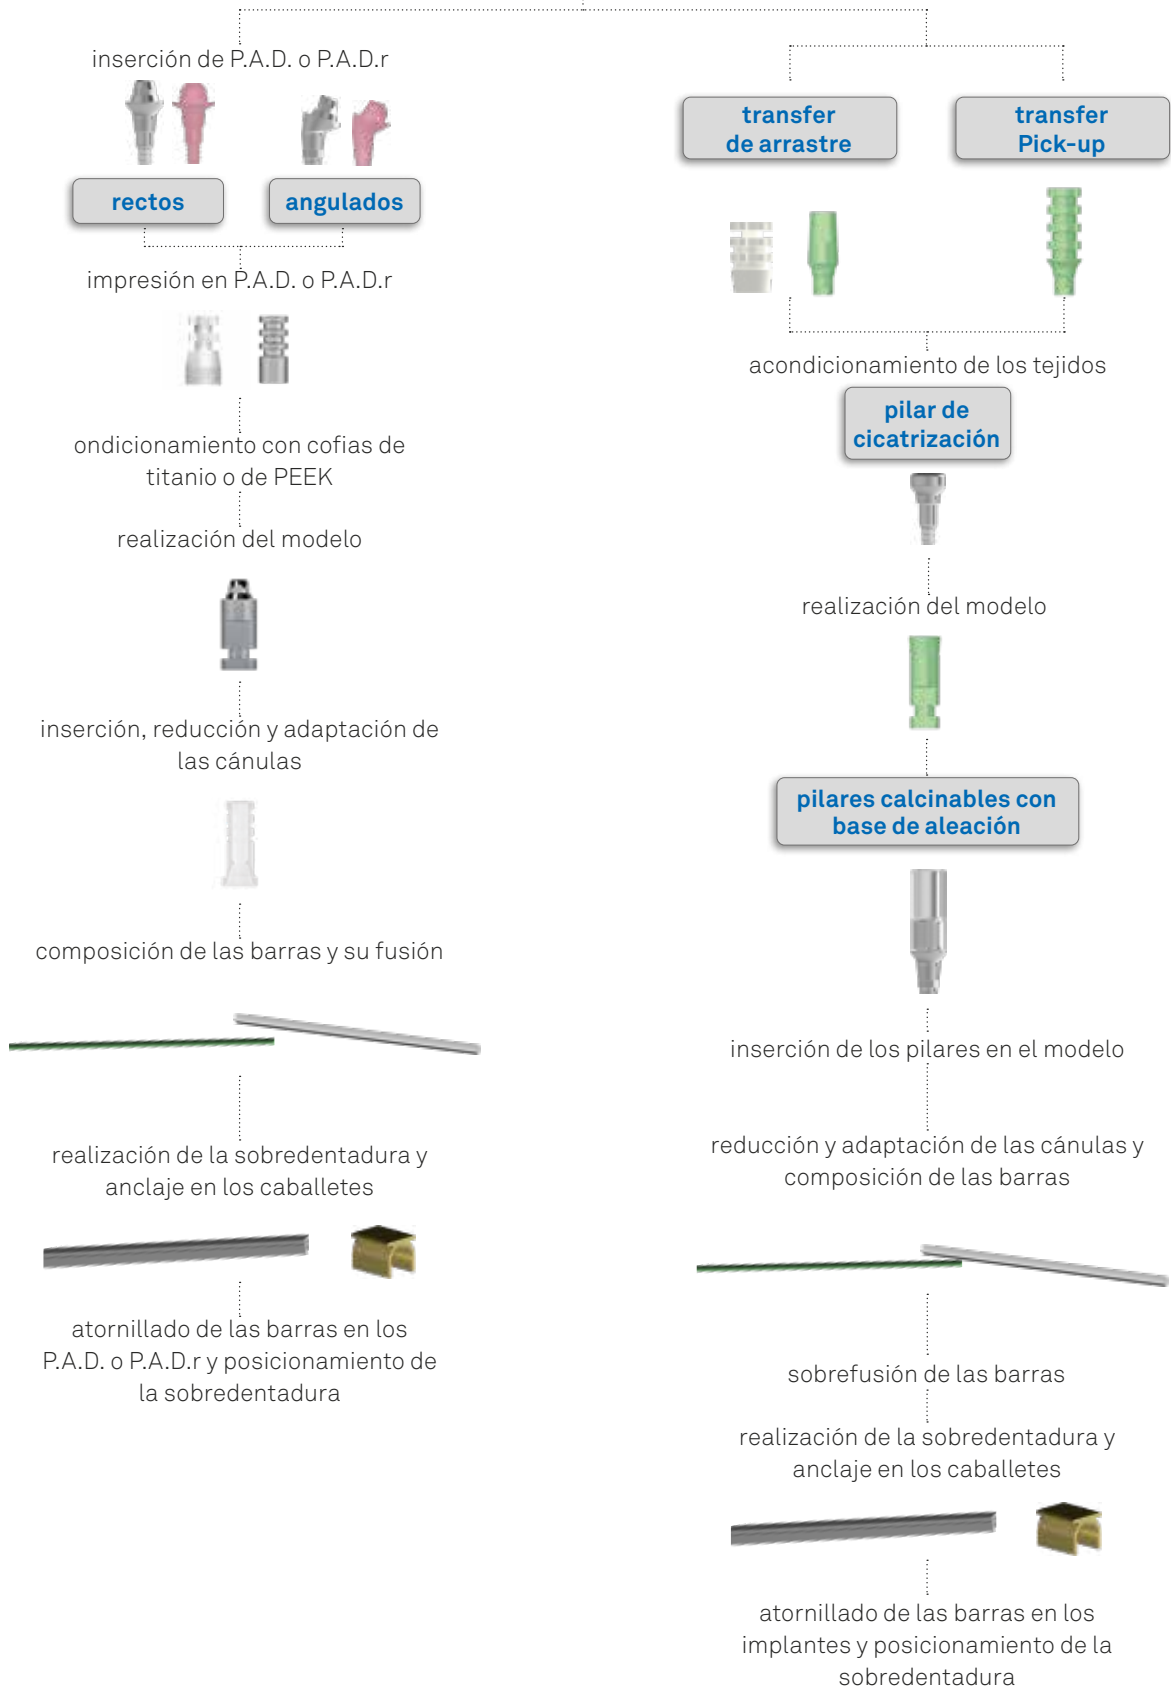 inserción de P.A.D. o P.A.D.r
rectos
angulados
impresión en P.A.D. o P.A.D.r
ondicionamiento con cofias de
titanio o de PEEK
realización del modelo
inserción, reducción y adaptación de
las cánulas
composición de las barras y su fusión
realización de la sobredentadura y
anclaje en los caballetes
atornillado de las barras en los
P.A.D. o P.A.D.r y posicionamiento de
la sobredentadura
transfer
de arrastre
transfer
Pick-up
acondicionamiento de los tejidos
pilar de
cicatrización
realización del modelo
pilares calcinables con
base de aleación
inserción de los pilares en el modelo
reducción y adaptación de las cánulas y
composición de las barras
sobrefusión de las barras
realización de la sobredentadura y
anclaje en los caballetes
atornillado de las barras en los
implantes y posicionamiento de la
sobredentadura